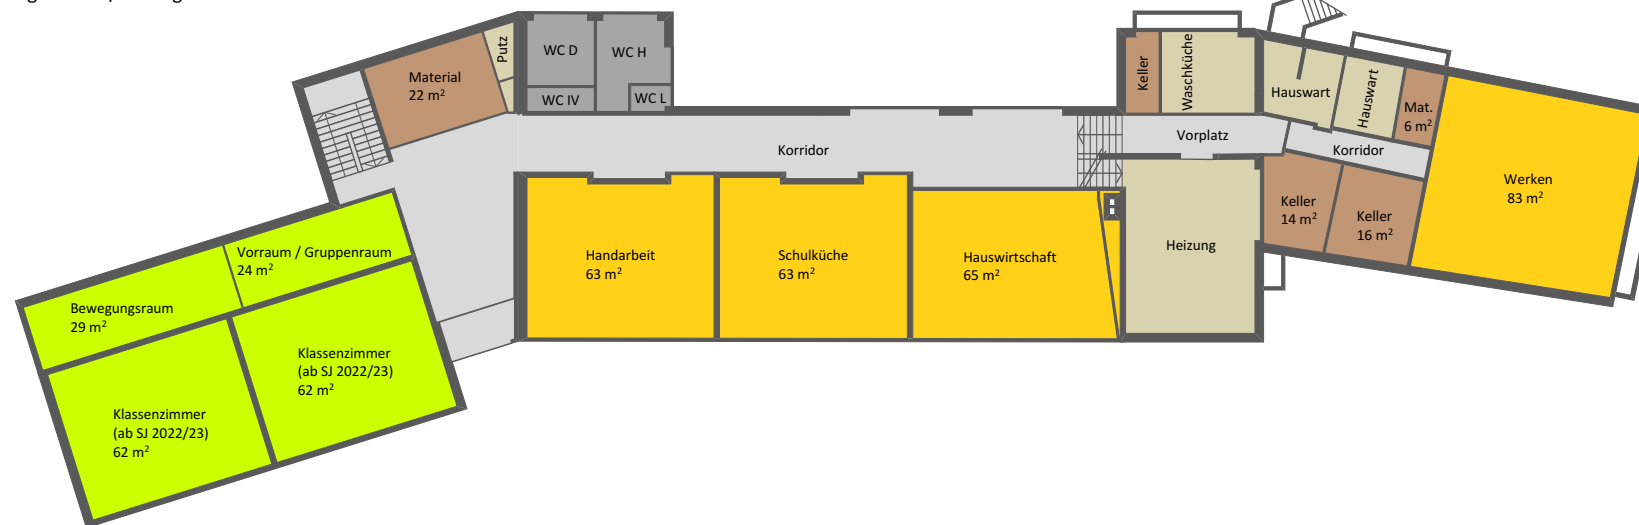 Putz
WC D
WC H
WC IV
WC L
Material
22 m²
Keller
Waschküche
Hauswart
Hauswart
Mat.
6 m²
Korridor
Vorplatz
Korridor
Werken
83 m²
Keller
14 m²
Keller
16 m²
Vorraum / Gruppenraum
24 m²
Handarbeit
63 m²
Schulküche
63 m²
Hauswirtschaft
65 m²
Heizung
Bewegungsraum
29 m²
Klassenzimmer
(ab SJ 2022/23)
62 m²
Klassenzimmer
(ab SJ 2022/23)
62 m²